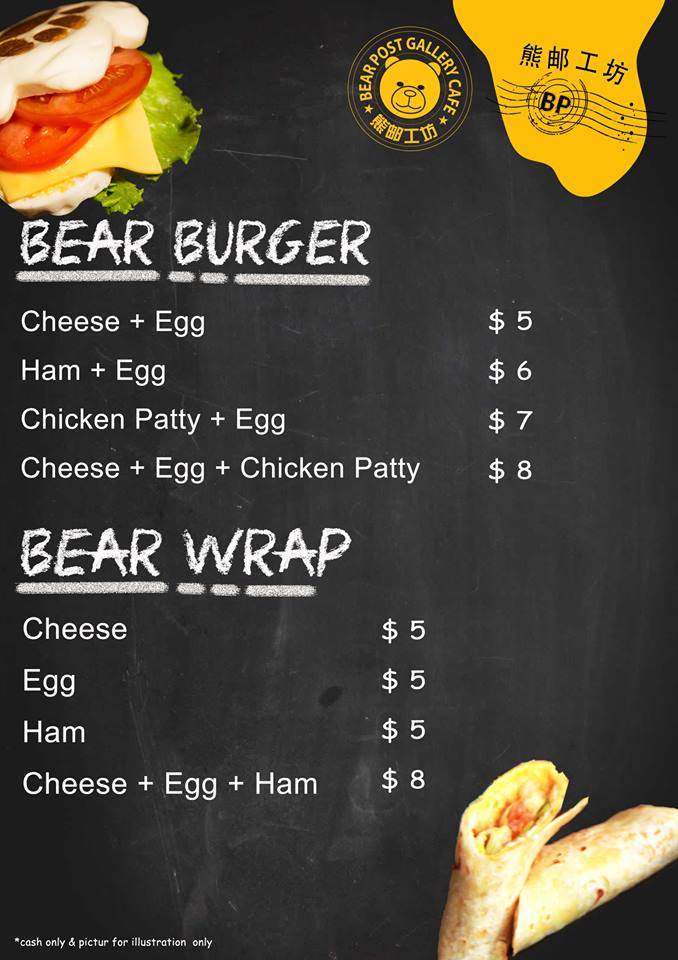 BEAR POST GALLERY CAFE
熊邮工坊
熊邮工坊
BP
BEAR BURGER
Cheese + Egg $ 5
Ham + Egg $ 6
Chicken Patty + Egg $ 7
Cheese + Egg + Chicken Patty $ 8
BEAR WRAP
Cheese $ 5
Egg $ 5
Ham $ 5
Cheese + Egg + Ham $ 8
*cash only & pictur for illustration only